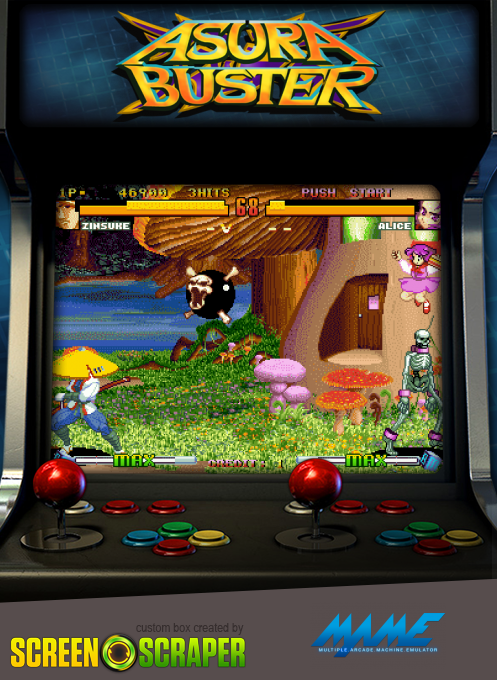 ASURA
BUSTER
1P= 46900 3HITS PUSH START
68
ZINSUKE ALICE
MAX CREDIT: 1 MAX
custom box created by
SCREEN SCRAPER
MAME
MULTIPLE ARCADE MACHINE EMULATOR